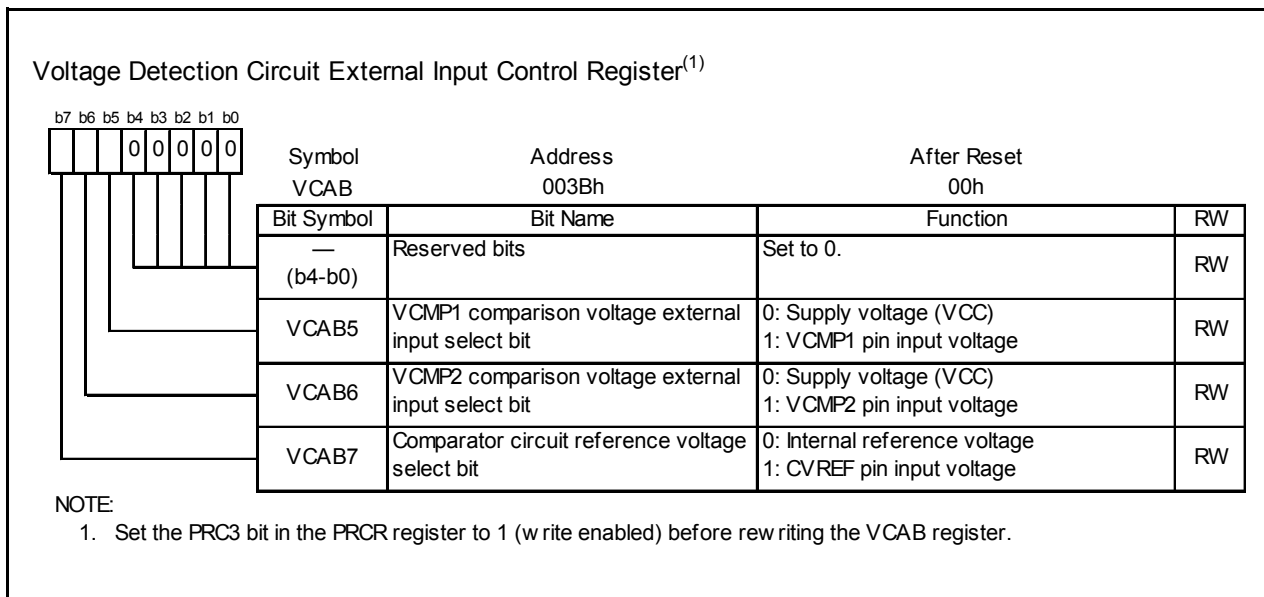 Voltage Detection Circuit External Input Control Register(1)
b7 b6 b5 b4 b3 b2 b1 b0
0 0 0 0 0
Symbol Address After Reset
VCAB 003Bh 00h
Bit Symbol Bit Name Function RW
— (b4-b0) Reserved bits Set to 0. RW
VCAB5 VCMP1 comparison voltage external input select bit 0: Supply voltage (VCC) 1: VCMP1 pin input voltage RW
VCAB6 VCMP2 comparison voltage external input select bit 0: Supply voltage (VCC) 1: VCMP2 pin input voltage RW
VCAB7 Comparator circuit reference voltage select bit 0: Internal reference voltage 1: CVREF pin input voltage RW
NOTE:
1. Set the PRC3 bit in the PRCR register to 1 (write enabled) before rewriting the VCAB register.